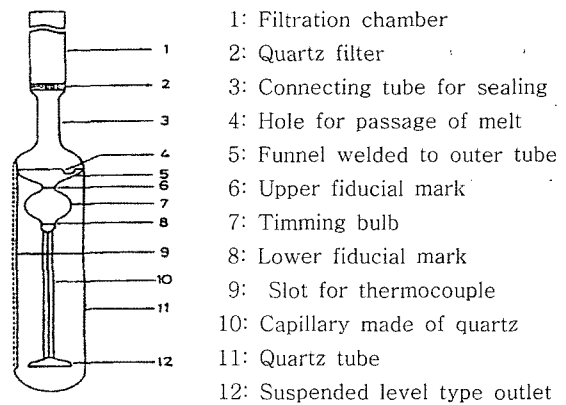 1
2
3
4
5
6
7
8
9
10
11
12
1: Filtration chamber
2: Quartz filter
3: Connecting tube for sealing
4: Hole for passage of melt
5: Funnel welded to outer tube
6: Upper fiducial mark
7: Timming bulb
8: Lower fiducial mark
9: Slot for thermocouple
10: Capillary made of quartz
11: Quartz tube
12: Suspended level type outlet